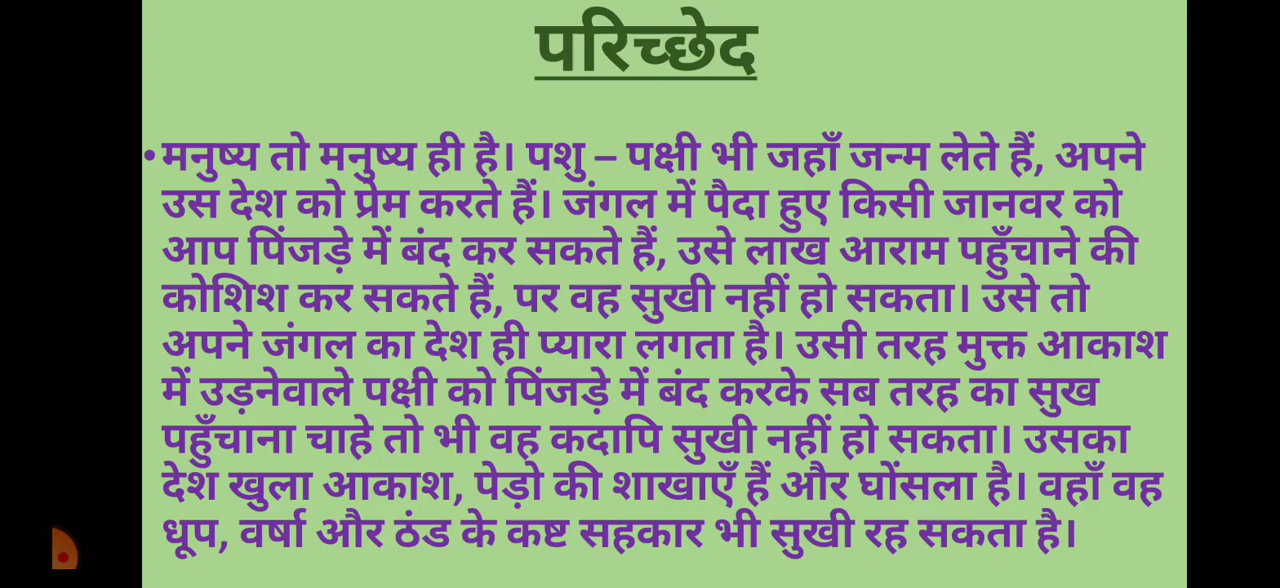 परिच्छेद
•मनुष्य तो मनुष्य ही है। पशु – पक्षी भी जहाँ जन्म लेते हैं, अपने
उस देश को प्रेम करते हैं। जंगल में पैदा हुए किसी जानवर को
आप पिंजड़े में बंद कर सकते हैं, उसे लाख आराम पहुँचाने की
कोशिश कर सकते हैं, पर वह सुखी नहीं हो सकता। उसे तो
अपने जंगल का देश ही प्यारा लगता है। उसी तरह मुक्त आकाश
में उड़नेवाले पक्षी को पिंजड़े में बंद करके सब तरह का सुख
पहुँचाना चाहे तो भी वह कदापि सुखी नहीं हो सकता। उसका
देश खुला आकाश, पेड़ो की शाखाएँ हैं और घोंसला है। वहाँ वह
धूप, वर्षा और ठंड के कष्ट सहकार भी सुखी रह सकता है।